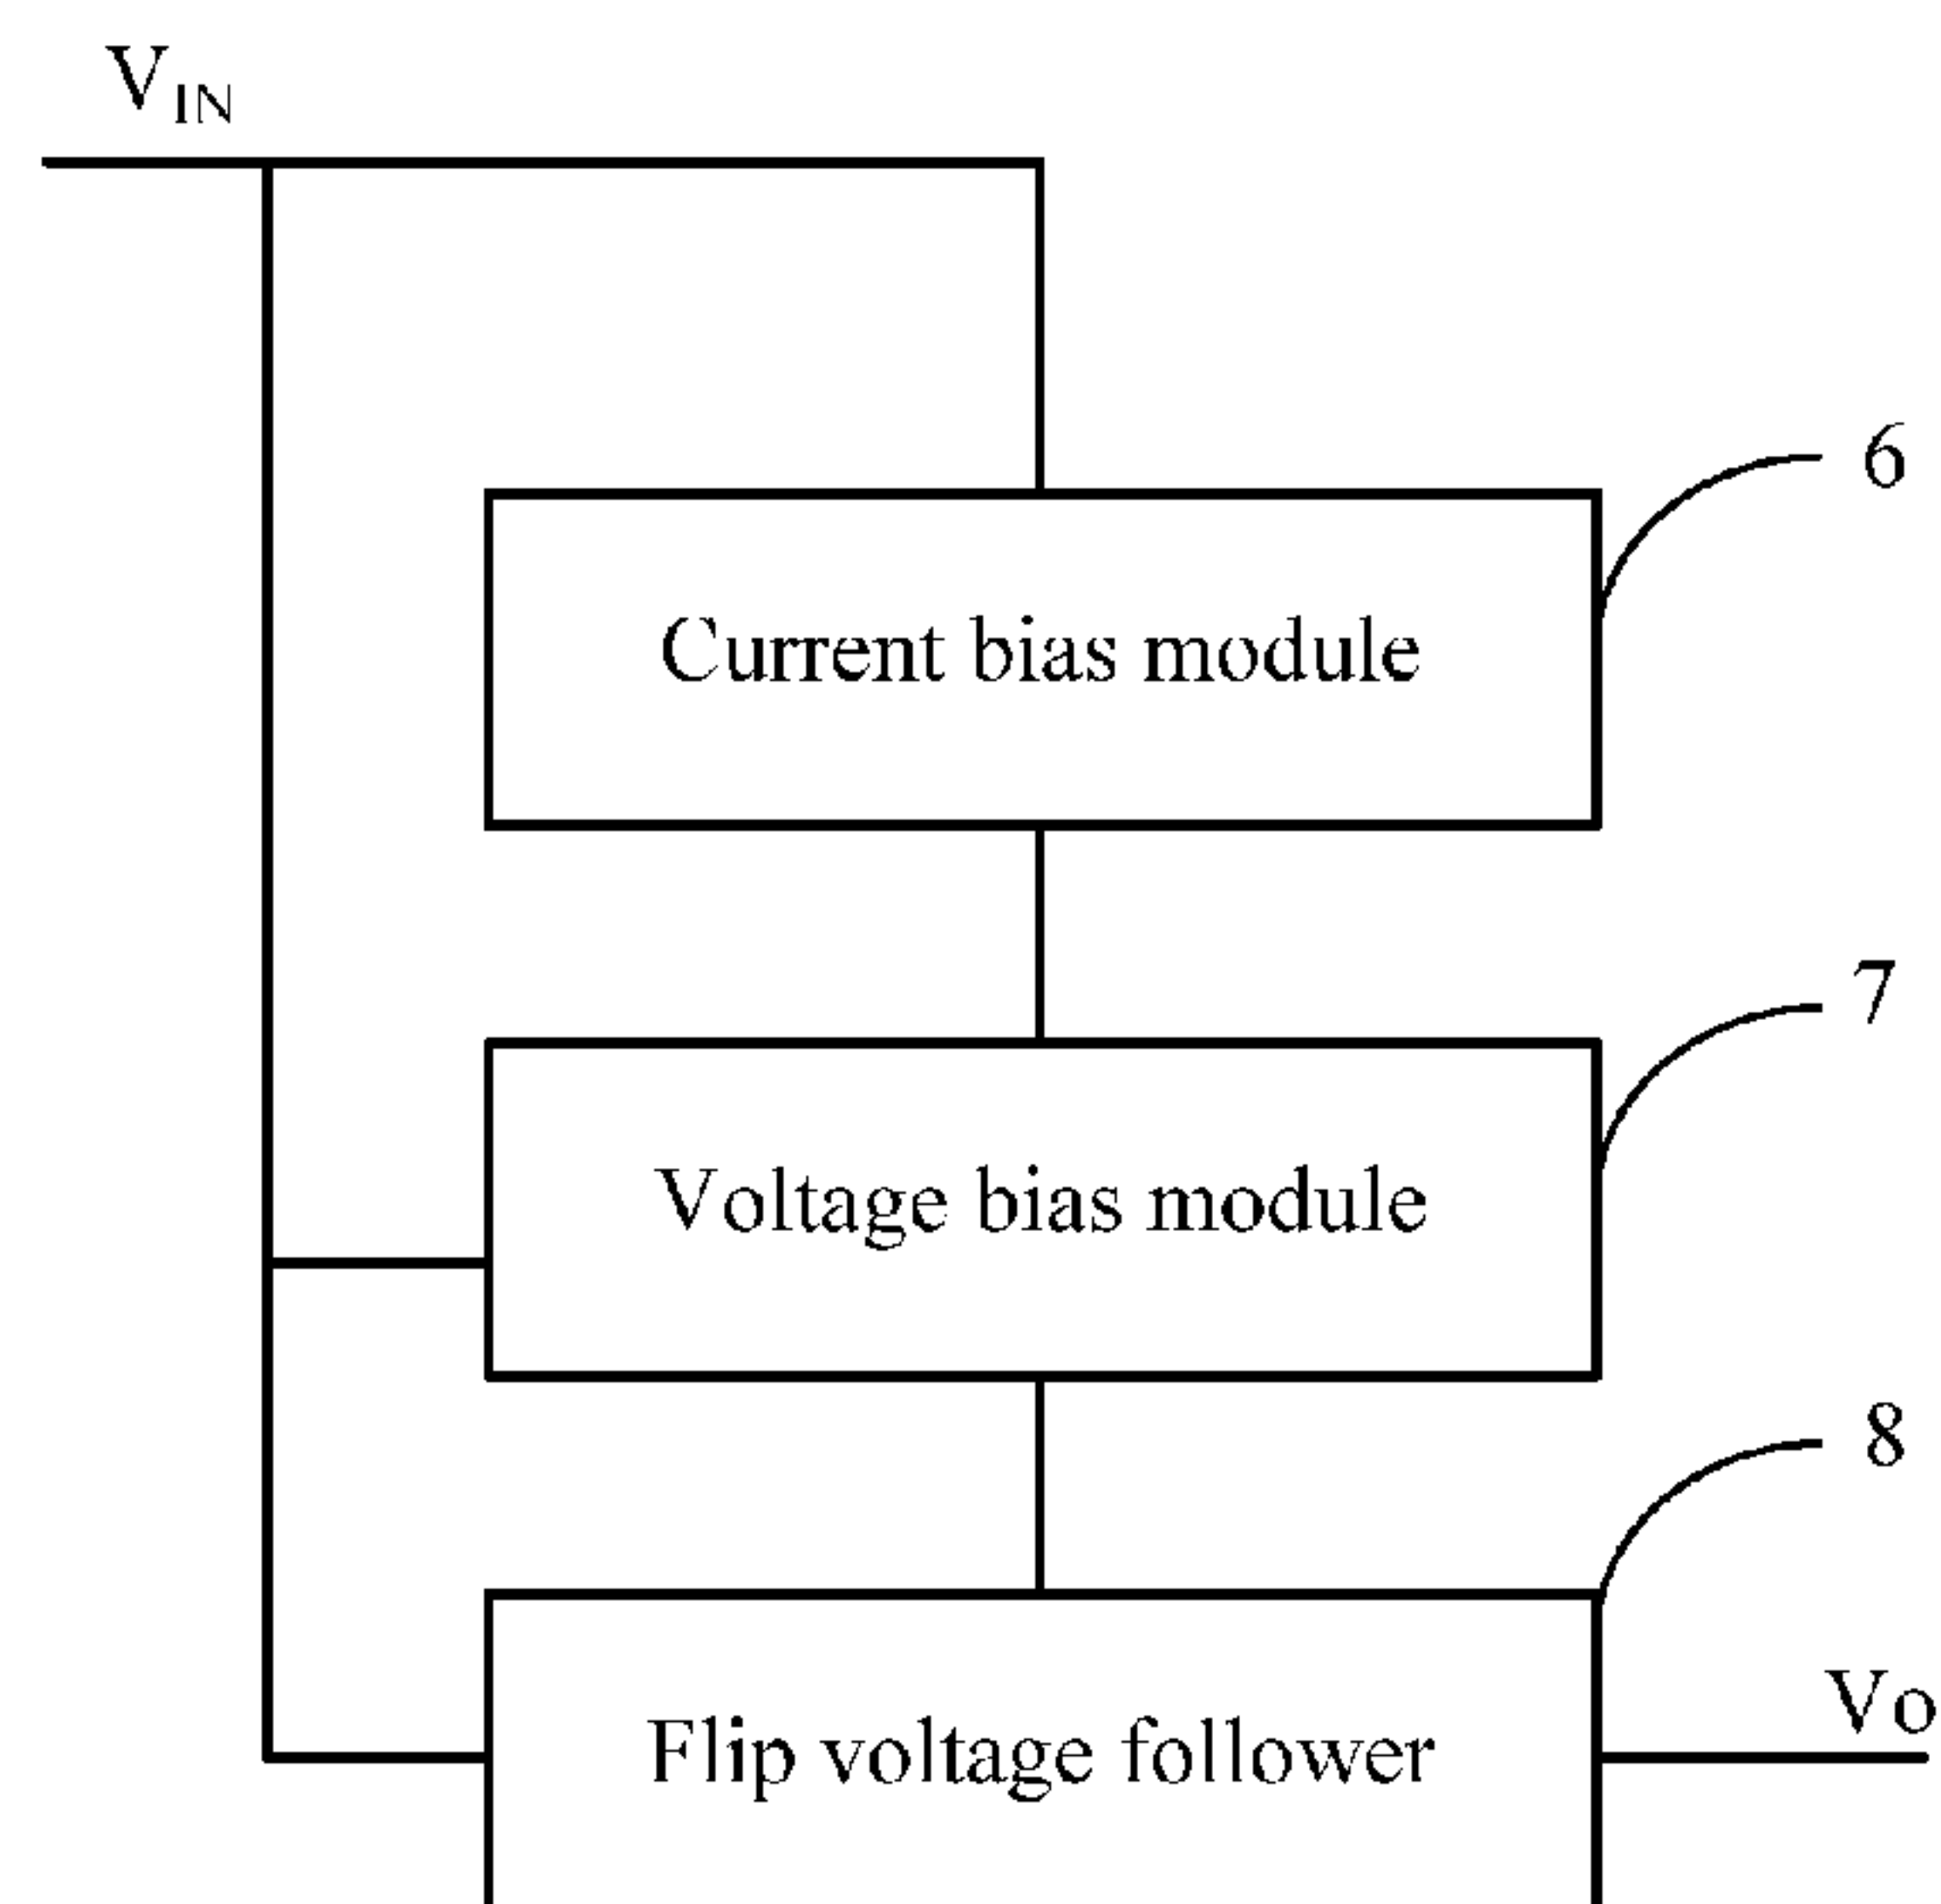 VIN
6
Current bias module
7
Voltage bias module
8
Vo
Flip voltage follower